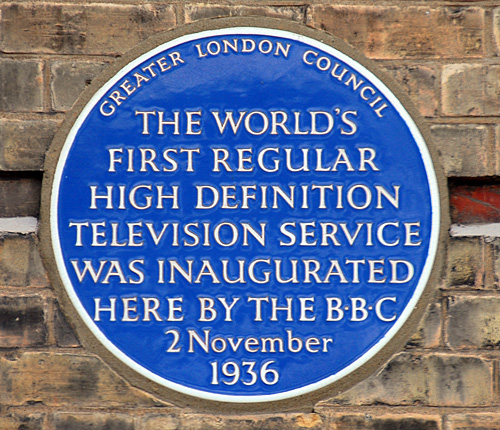 GREATER LONDON COUNCIL
THE WORLD'S
FIRST REGULAR
HIGH DEFINITION
TELEVISION SERVICE
WAS INAUGURATED
HERE BY THE B·B·C
2 November
1936